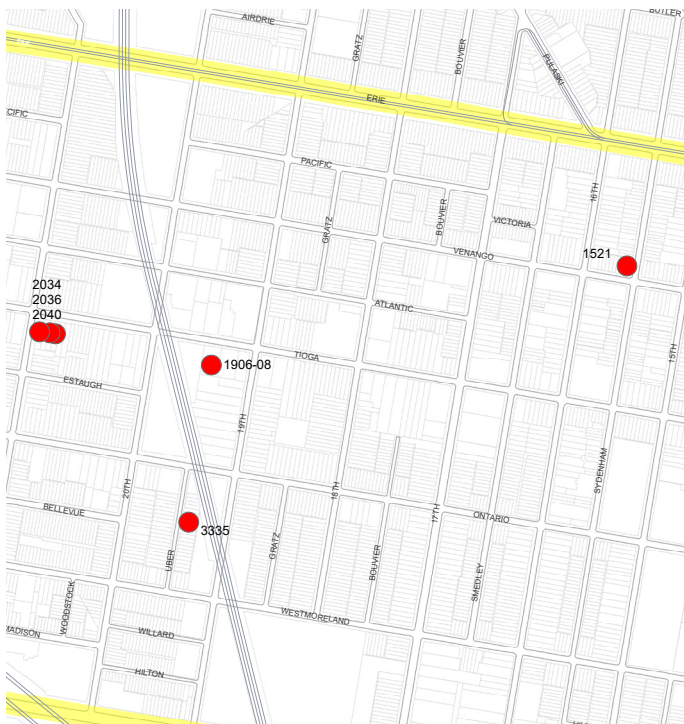 BUTLER
AIRDRIE
GRATZ
BOUVIER
PULASKI
ERIE
CIFIC
PACIFIC
16TH
GRATZ
BOUVIER
VICTORIA
VENANGO
1521
2034
2036
2040
ATLANTIC
15TH
TIOGA
1906-08
ESTAUGH
19TH
SYDENHAM
20TH
18TH
17TH
BELLEVUE
ONTARIO
3335
GRATZ
UBER
BOUVIER
SMEDLEY
WOODSTOCK
WESTMORELAND
MADISON
WILLARD
HILTON